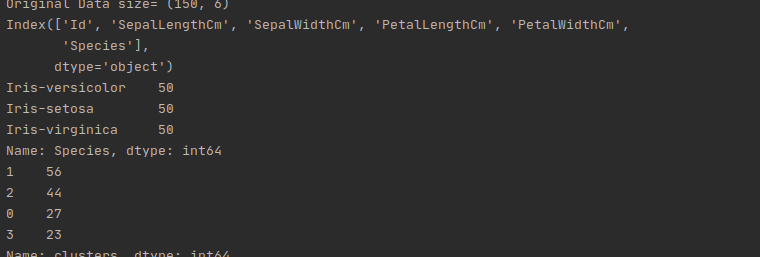 Original Data size= (150, 6)
Index(['Id', 'SepalLengthCm', 'SepalWidthCm', 'PetalLengthCm', 'PetalWidthCm',
       'Species'],
      dtype='object')
Iris-versicolor    50
Iris-setosa        50
Iris-virginica     50
Name: Species, dtype: int64
1    56
2    44
0    27
3    23
Name: clusters, dtype: int64